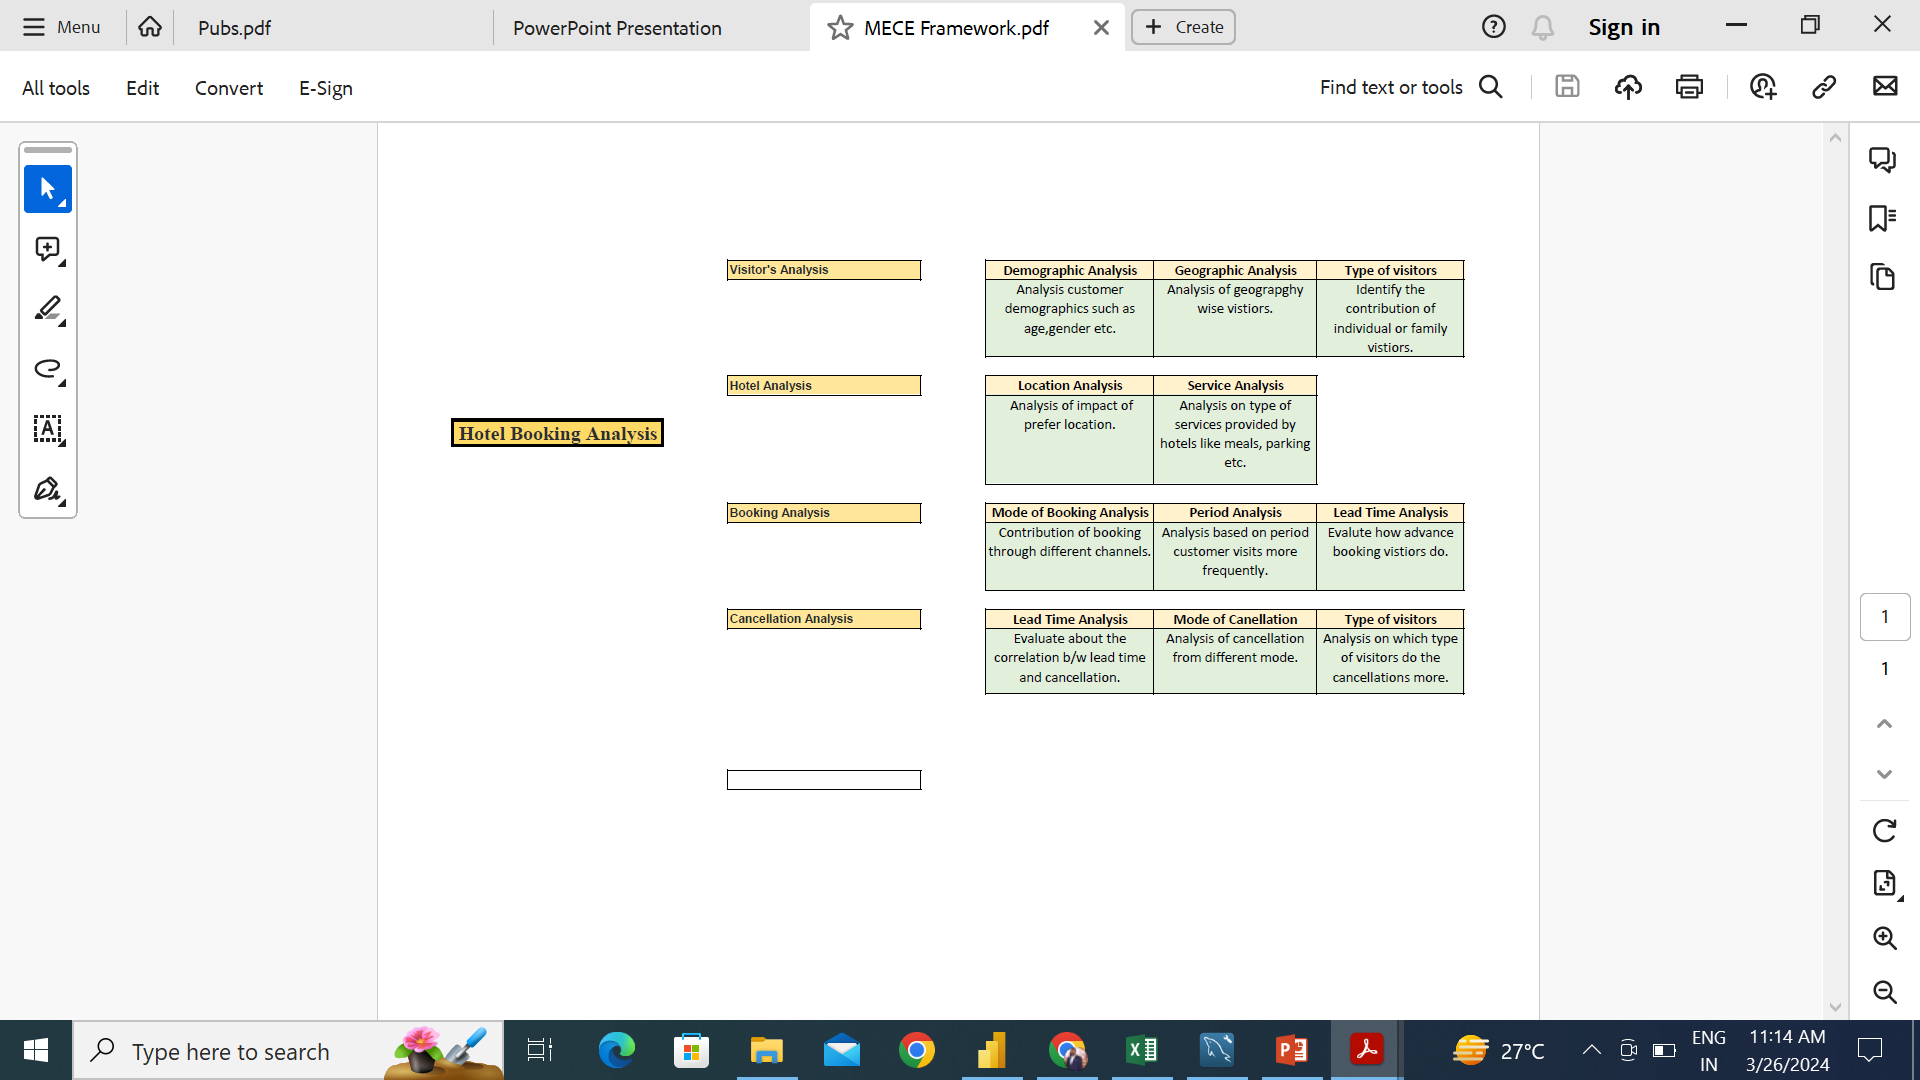 Menu
Pubs.pdf
PowerPoint Presentation
MECE Framework.pdf
Create
Sign in
All tools
Edit
Convert
E-Sign
Find text or tools
Visitor's Analysis
Demographic Analysis
Geographic Analysis
Type of visitors
Analysis customer
demographics such as
age,gender etc.
Analysis of geograpghy
wise vistiors.
Identify the
contribution of
individual or family
vistiors.
Hotel Analysis
Location Analysis
Service Analysis
Analysis of impact of
prefer location.
Analysis on type of
services provided by
hotels like meals, parking
etc.
Hotel Booking Analysis
Booking Analysis
Mode of Booking Analysis
Period Analysis
Lead Time Analysis
Contribution of booking
through different channels.
Analysis based on period
customer visits more
frequently.
Evalute how advance
booking vistiors do.
Cancellation Analysis
Lead Time Analysis
Mode of Canellation
Type of visitors
Evaluate about the
correlation b/w lead time
and cancellation.
Analysis of cancellation
from different mode.
Analysis on which type
of visitors do the
cancellations more.
1
1
Type here to search
27°C
ENG
IN
11:14 AM
3/26/2024